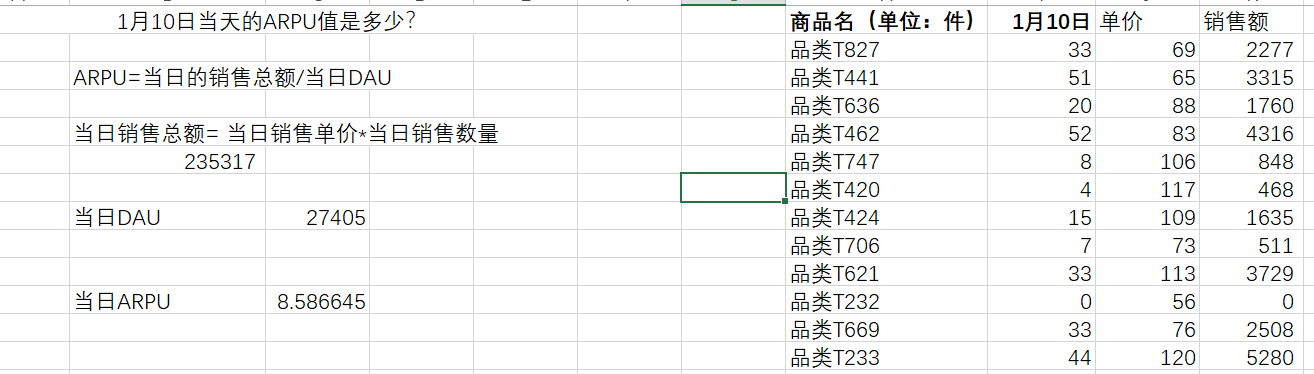 1月10日当天的ARPU值是多少？
ARPU=当日的销售总额/当日DAU
当日销售总额= 当日销售单价*当日销售数量
235317
当日DAU 27405
当日ARPU 8.586645
商品名（单位：件） 1月10日 单价 销售额
品类T827 33 69 2277
品类T441 51 65 3315
品类T636 20 88 1760
品类T462 52 83 4316
品类T747 8 106 848
品类T420 4 117 468
品类T424 15 109 1635
品类T706 7 73 511
品类T621 33 113 3729
品类T232 0 56 0
品类T669 33 76 2508
品类T233 44 120 5280